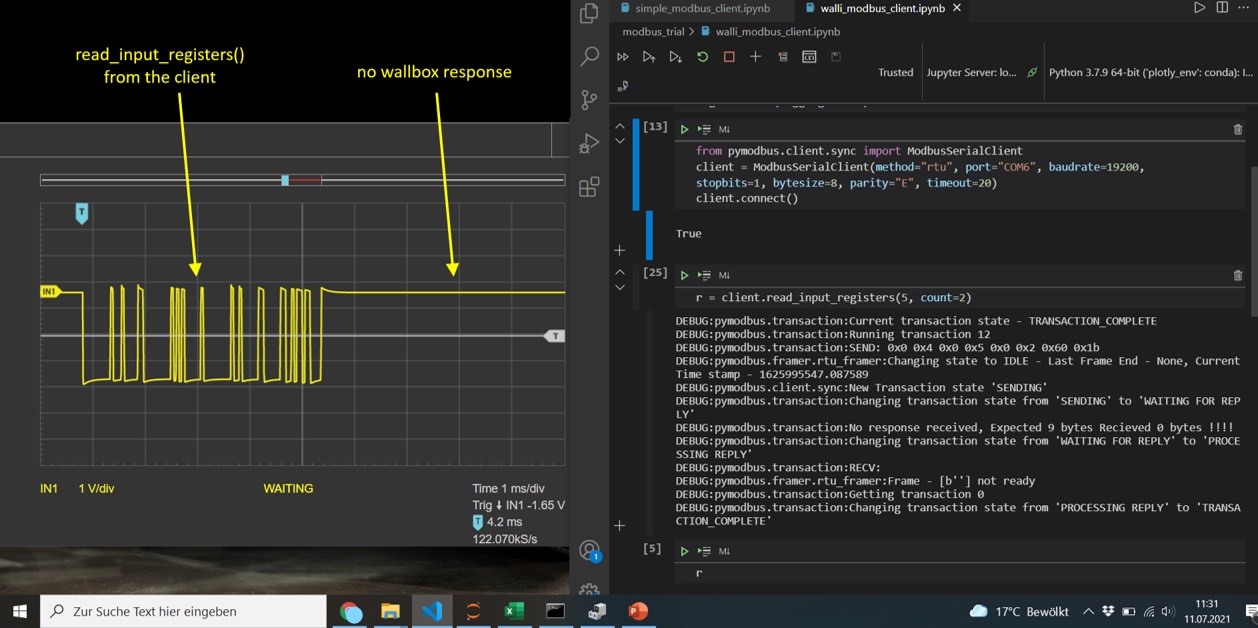 read_input_registers()
from the client
no wallbox response
T
IN1
T
IN1 1 V/div
WAITING
Time 1 ms/div
Trig IN1 -1.65 V
T 4.2 ms
122.070kS/s
simple_modbus_client.ipynb
walli_modbus_client.ipynb
modbus_trial > walli_modbus_client.ipynb
Trusted
Jupyter Server: lo...
Python 3.7.9 64-bit ('plotly_env': conda): I...
[13]
M↓
from pymodbus.client.sync import ModbusSerialClient
client = ModbusSerialClient(method="rtu", port="COM6", baudrate=19200,
stopbits=1, bytesize=8, parity="E", timeout=20)
client.connect()
True
[25]
M↓
r = client.read_input_registers(5, count=2)
DEBUG:pymodbus.transaction:Current transaction state - TRANSACTION_COMPLETE
DEBUG:pymodbus.transaction:Running transaction 12
DEBUG:pymodbus.transaction:SEND: 0x0 0x4 0x0 0x5 0x0 0x2 0x60 0x1b
DEBUG:pymodbus.framer.rtu_framer:Changing state to IDLE - Last Frame End - None, Current
Time stamp - 1625995547.087589
DEBUG:pymodbus.client.sync:New Transaction state 'SENDING'
DEBUG:pymodbus.transaction:Changing transaction state from 'SENDING' to 'WAITING FOR REP
LY'
DEBUG:pymodbus.transaction:No response received, Expected 9 bytes Recieved 0 bytes !!!!
DEBUG:pymodbus.transaction:Changing transaction state from 'WAITING FOR REPLY' to 'PROCE
SSING REPLY'
DEBUG:pymodbus.transaction:RECV:
DEBUG:pymodbus.framer.rtu_framer:Frame - [b''] not ready
DEBUG:pymodbus.transaction:Getting transaction 0
DEBUG:pymodbus.transaction:Changing transaction state from 'PROCESSING REPLY' to 'TRANSA
CTION_COMPLETE'
[5]
M↓
r
1
Zur Suche Text hier eingeben
17°C Bewölkt
11:31
11.07.2021